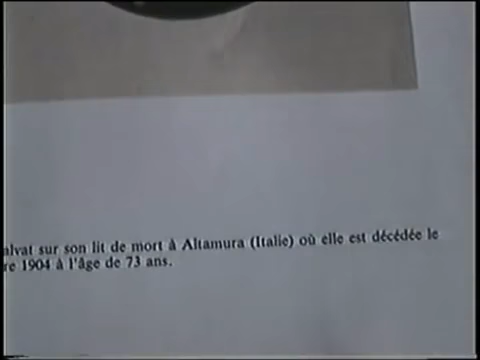 alvat sur son lit de mort à Altamura (Italie) où elle est décédée le
re 1904 à l'âge de 73 ans.